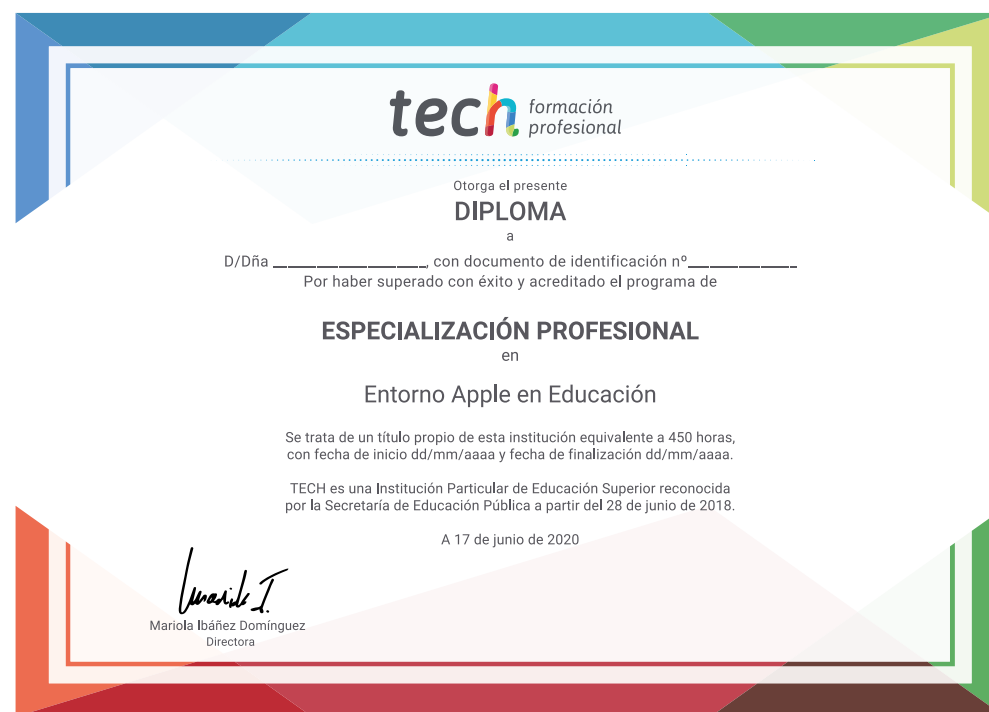 tech formación
profesional
Otorga el presente
DIPLOMA
a
D/Dña ____________________, con documento de identificación nº______________
Por haber superado con éxito y acreditado el programa de
ESPECIALIZACIÓN PROFESIONAL
en
Entorno Apple en Educación
Se trata de un título propio de esta institución equivalente a 450 horas,
con fecha de inicio dd/mm/aaaa y fecha de finalización dd/mm/aaaa.
TECH es una Institución Particular de Educación Superior reconocida
por la Secretaría de Educación Pública a partir del 28 de junio de 2018.
A 17 de junio de 2020
Mariola Ibáñez Domínguez
Directora